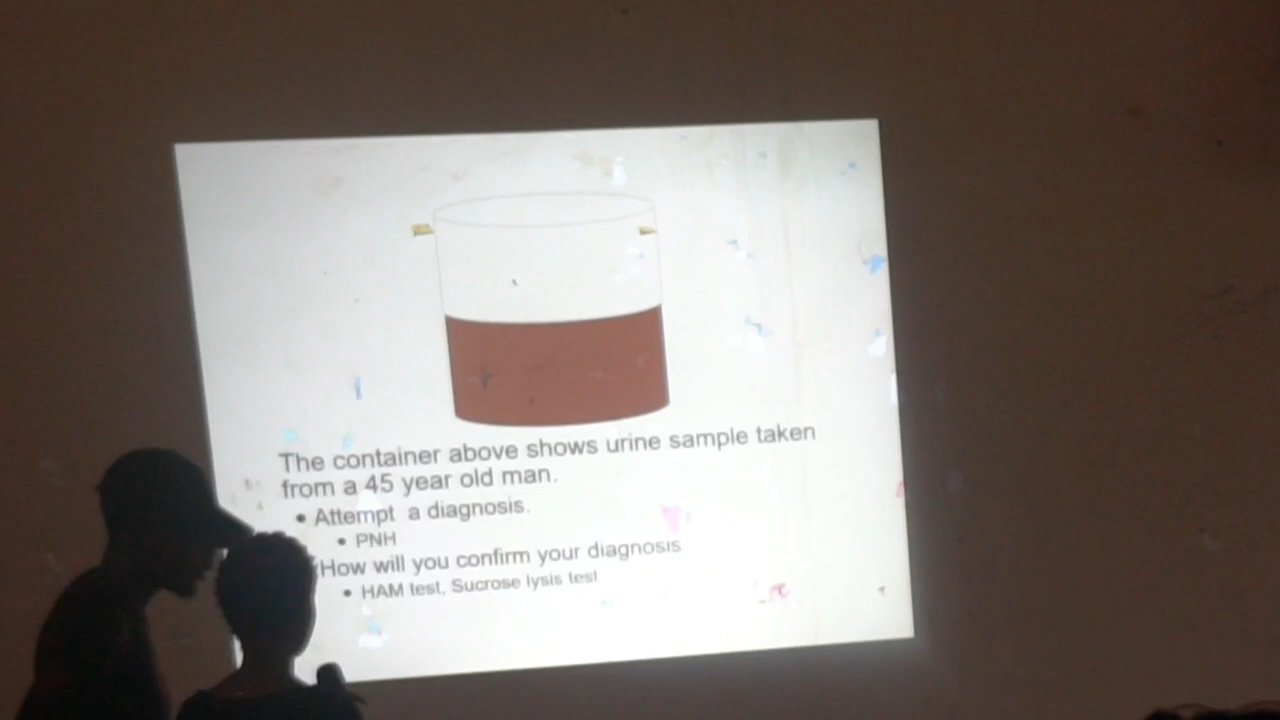 The container above shows urine sample taken
from a 45 year old man.
• Attempt a diagnosis.
• PNH
How will you confirm your diagnosis
• HAM test, Sucrose lysis test